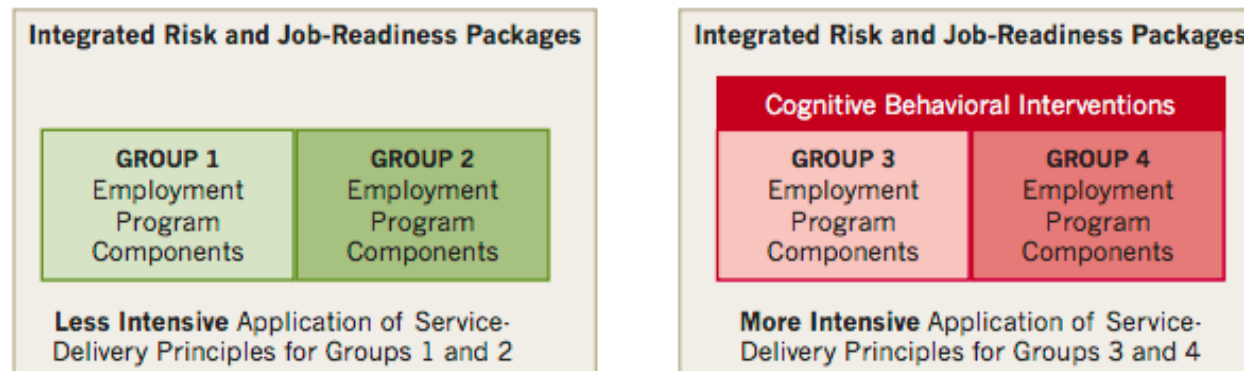 Integrated Risk and Job-Readiness Packages
GROUP 1
Employment
Program
Components
GROUP 2
Employment
Program
Components
Less Intensive Application of Service-
Delivery Principles for Groups 1 and 2
Integrated Risk and Job-Readiness Packages
Cognitive Behavioral Interventions
GROUP 3
Employment
Program
Components
GROUP 4
Employment
Program
Components
More Intensive Application of Service-
Delivery Principles for Groups 3 and 4